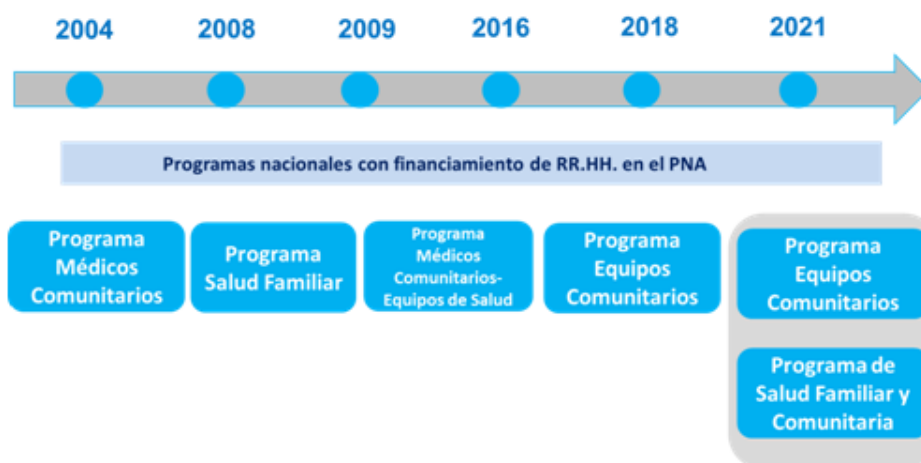 2004 2008 2009 2016 2018 2021
Programas nacionales con financiamiento de RR.HH. en el PNA
Programa
Médicos
Comunitarios
Programa
Salud Familiar
Programa
Médicos
Comunitarios-
Equipos de Salud
Programa
Equipos
Comunitarios
Programa
Equipos
Comunitarios
Programa de
Salud Familiar y
Comunitaria